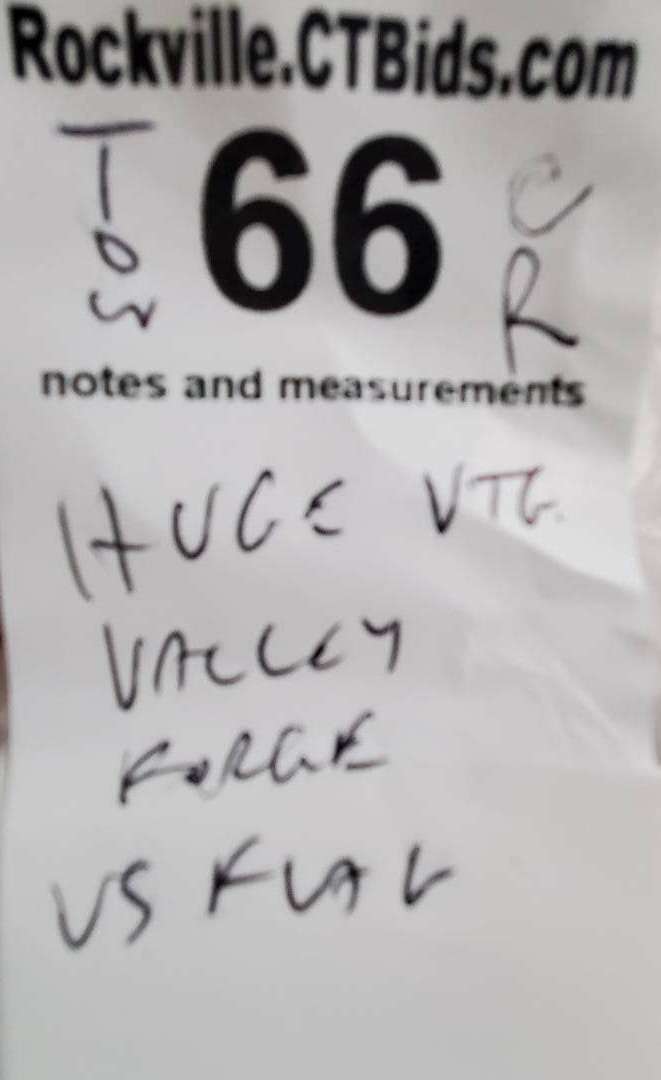 Rockville.CTBids.com
66
C
R
notes and measurements
HUGE VTG.
VALLEY
FORGE
US FLAG